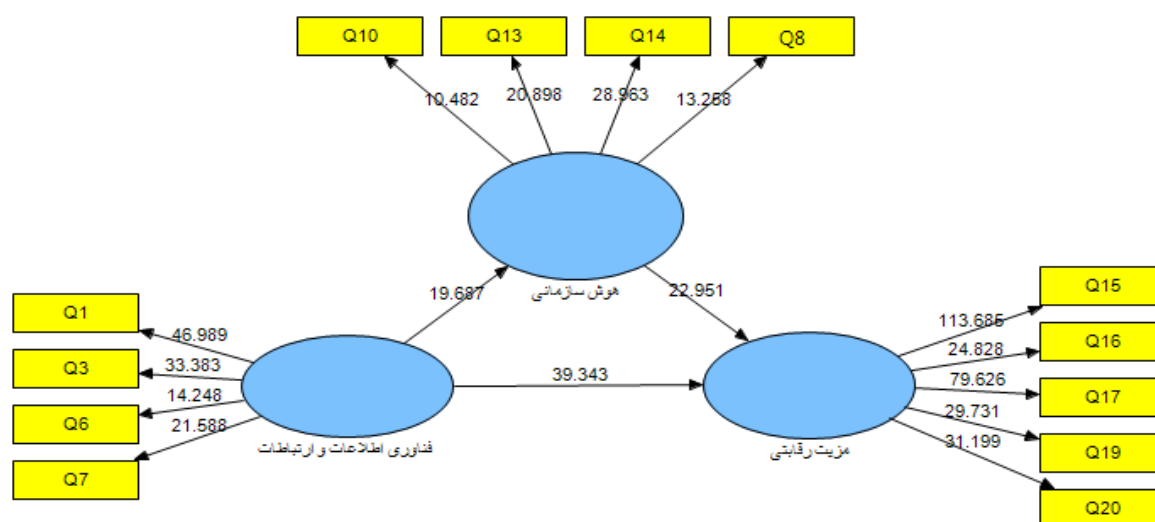 Q10
Q13
Q14
Q8
10.482
20.898
28.963
13.258
هوش سازمانی
19.687
22.951
Q1
Q3
Q6
Q7
46.989
33.383
14.248
21.588
فناوری اطلاعات و ارتباطات
39.343
مزیت رقابتی
113.685
24.828
79.626
29.731
31.199
Q15
Q16
Q17
Q19
Q20